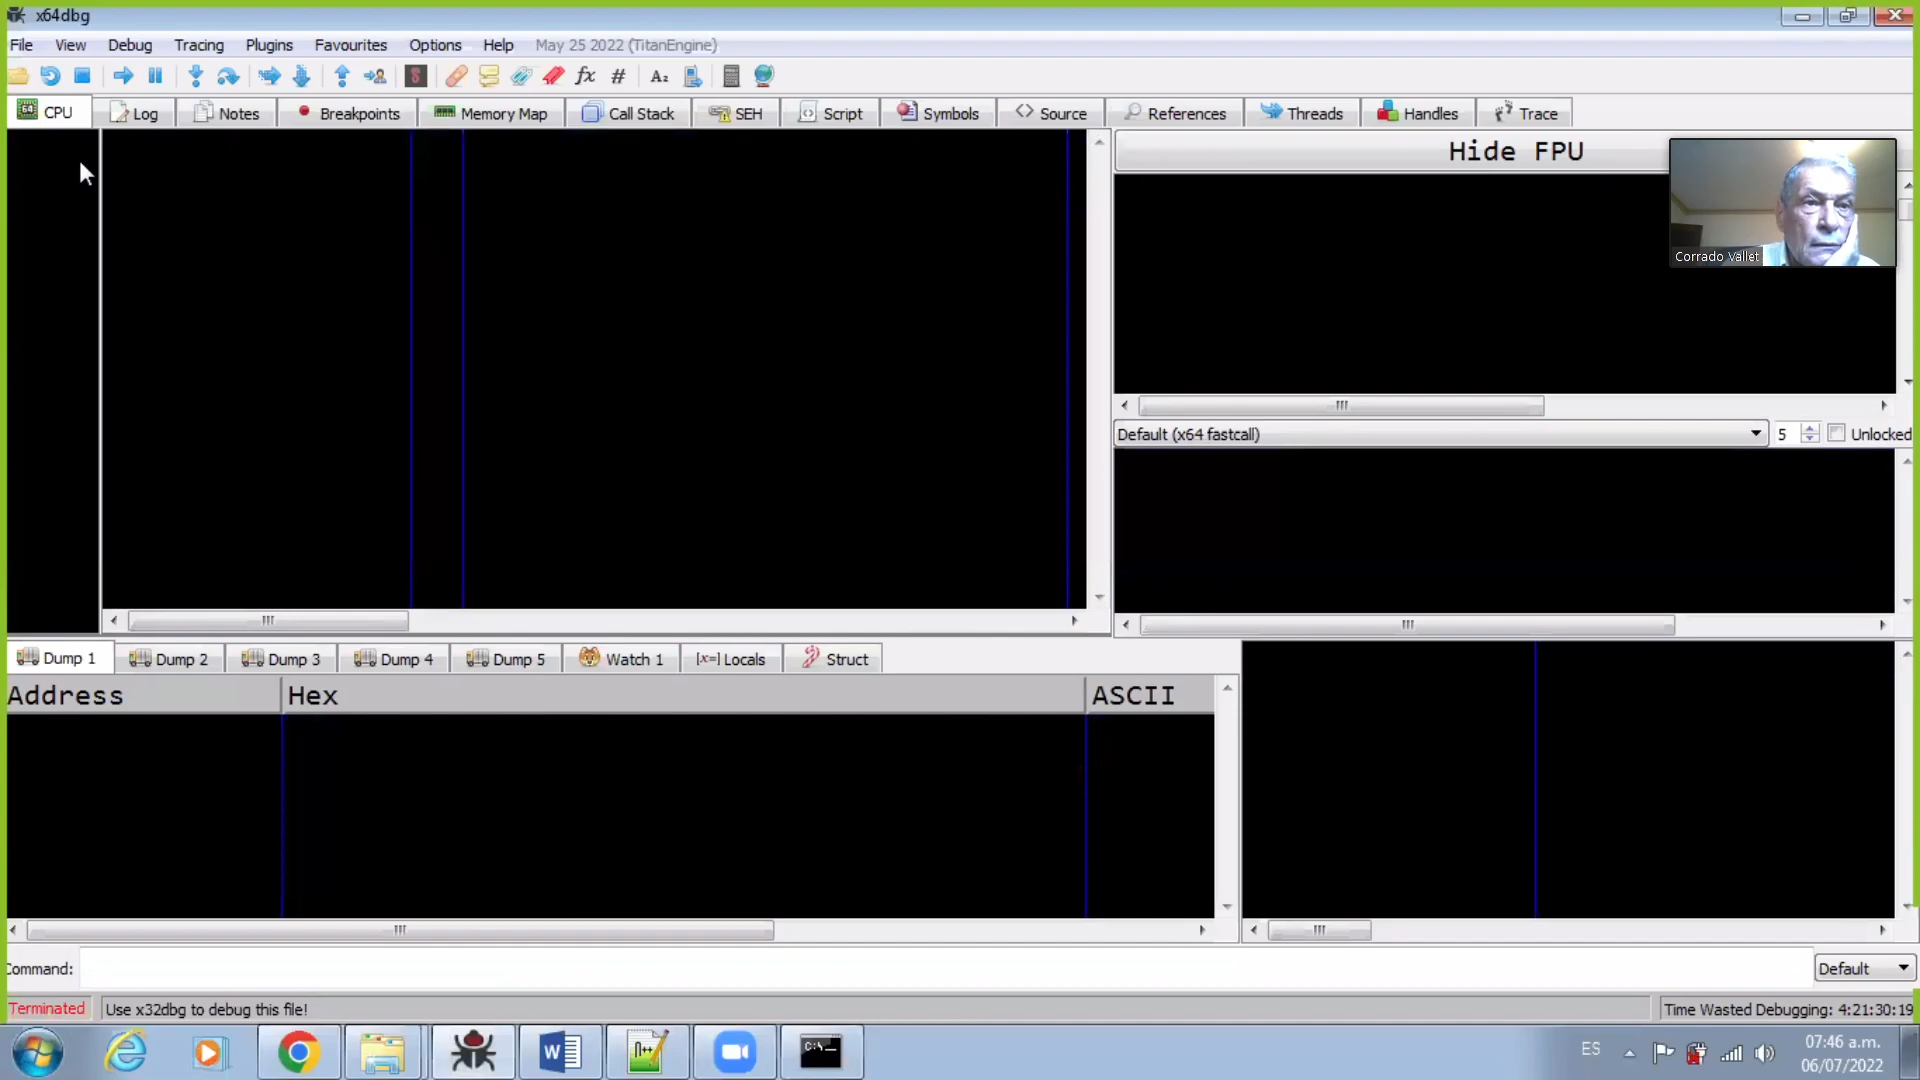 x64dbg
File View Debug Tracing Plugins Favourites Options Help May 25 2022 (TitanEngine)
CPU Log Notes Breakpoints Memory Map Call Stack SEH Script Symbols Source References Threads Handles Trace
Hide FPU
Corrado Vallet
Default (x64 fastcall) 5 Unlocked
Dump 1 Dump 2 Dump 3 Dump 4 Dump 5 Watch 1 [x=] Locals Struct
Address Hex ASCII
Command: Default
Terminated Use x32dbg to debug this file! Time Wasted Debugging: 4:21:30:19
ES
07:46 a.m.
06/07/2022